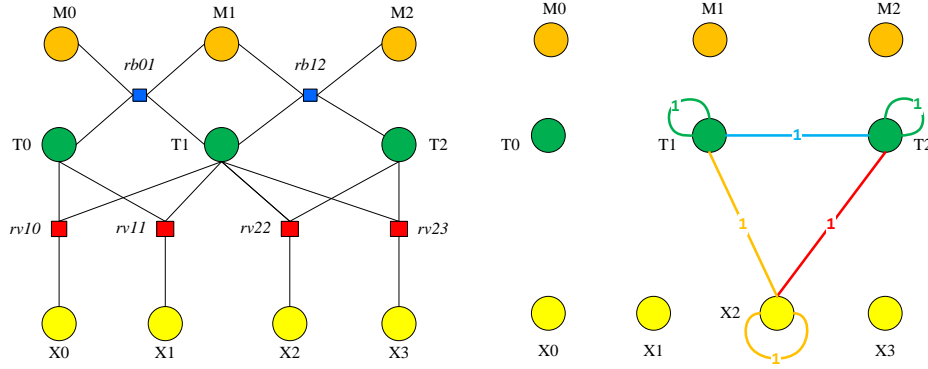 M0 M1 M2
rb01 rb12
T0 T1 T2
rv10 rv11 rv22 rv23
X0 X1 X2 X3
M0 M1 M2
1 1
T0 T1 1 T2
1 1
X2
X0 X1 X3
1